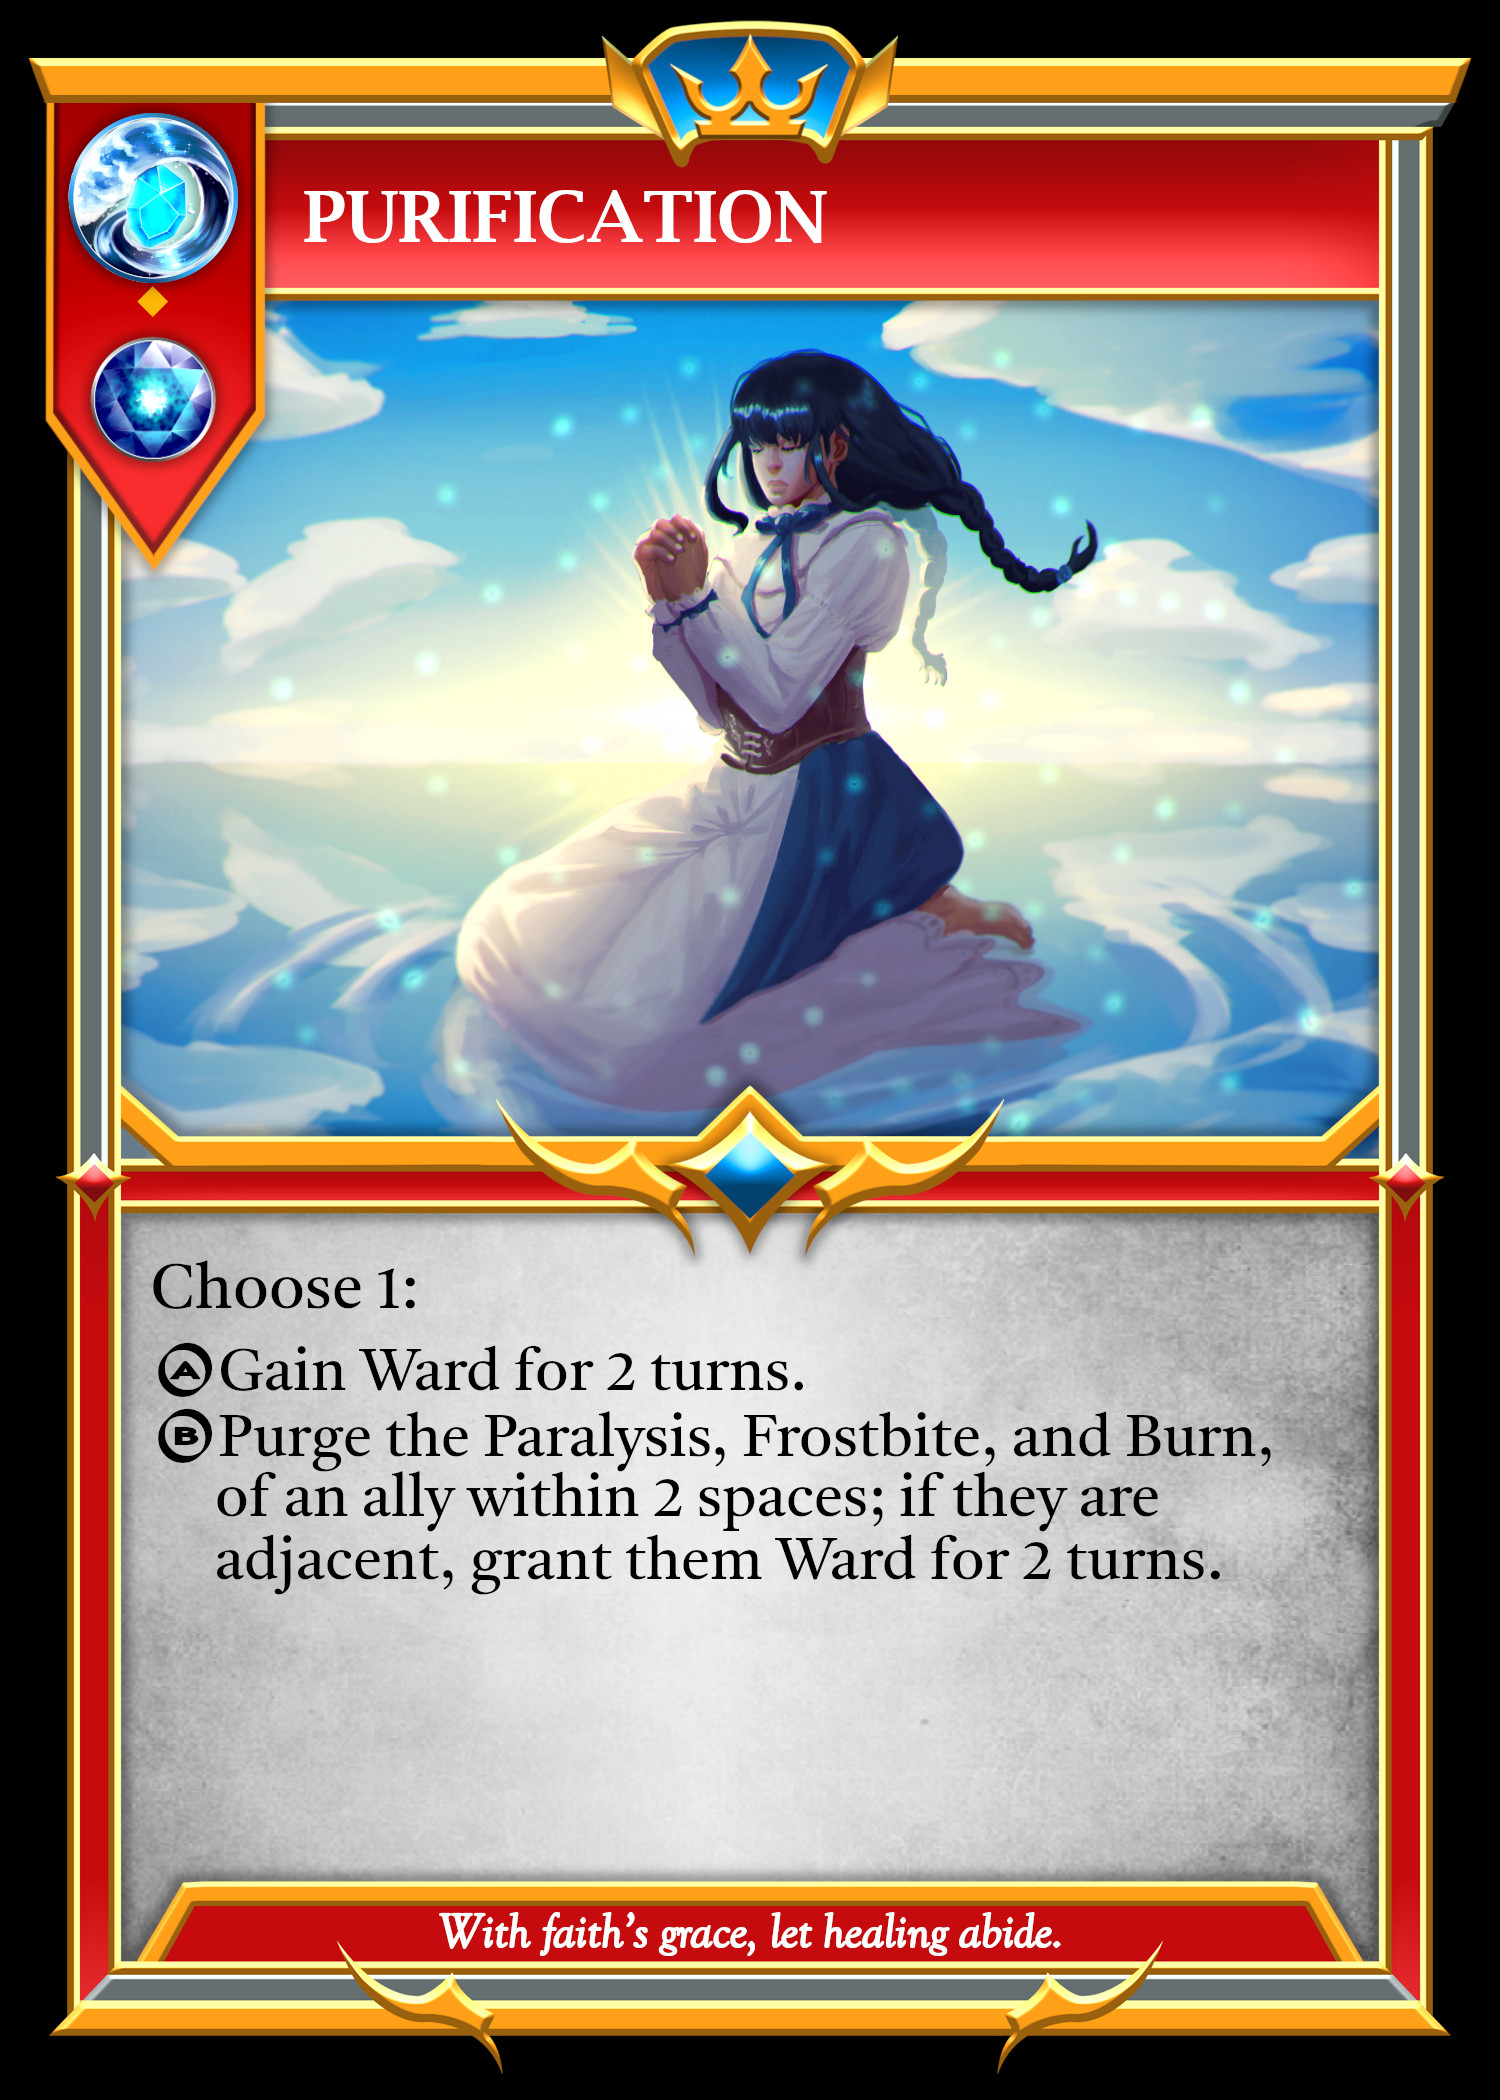 PURIFICATION
Choose 1:
A Gain Ward for 2 turns.
B Purge the Paralysis, Frostbite, and Burn,
of an ally within 2 spaces; if they are
adjacent, grant them Ward for 2 turns.
With faith's grace, let healing abide.